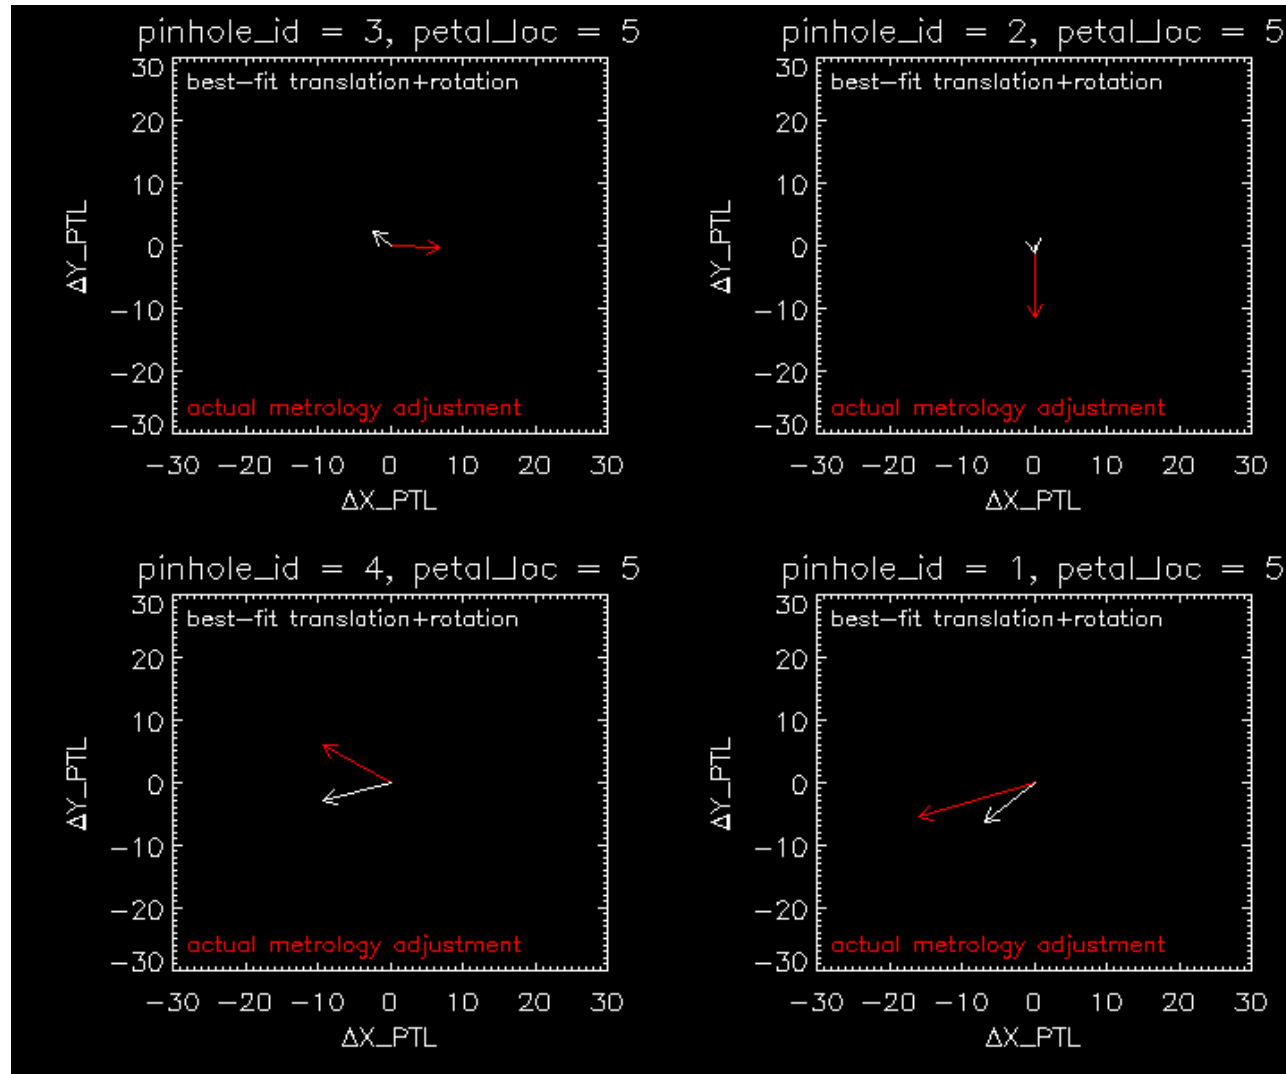 pinhole_id = 3, petal_loc = 5
30
best-fit translation+rotation
20
10
0
ΔY_PTL
-10
-20
actual metrology adjustment
-30
-30 -20 -10 0 10 20 30
ΔX_PTL
pinhole_id = 2, petal_loc = 5
30
best-fit translation+rotation
20
10
0
ΔY_PTL
-10
-20
actual metrology adjustment
-30
-30 -20 -10 0 10 20 30
ΔX_PTL
pinhole_id = 4, petal_loc = 5
30
best-fit translation+rotation
20
10
0
ΔY_PTL
-10
-20
actual metrology adjustment
-30
-30 -20 -10 0 10 20 30
ΔX_PTL
pinhole_id = 1, petal_loc = 5
30
best-fit translation+rotation
20
10
0
ΔY_PTL
-10
-20
actual metrology adjustment
-30
-30 -20 -10 0 10 20 30
ΔX_PTL